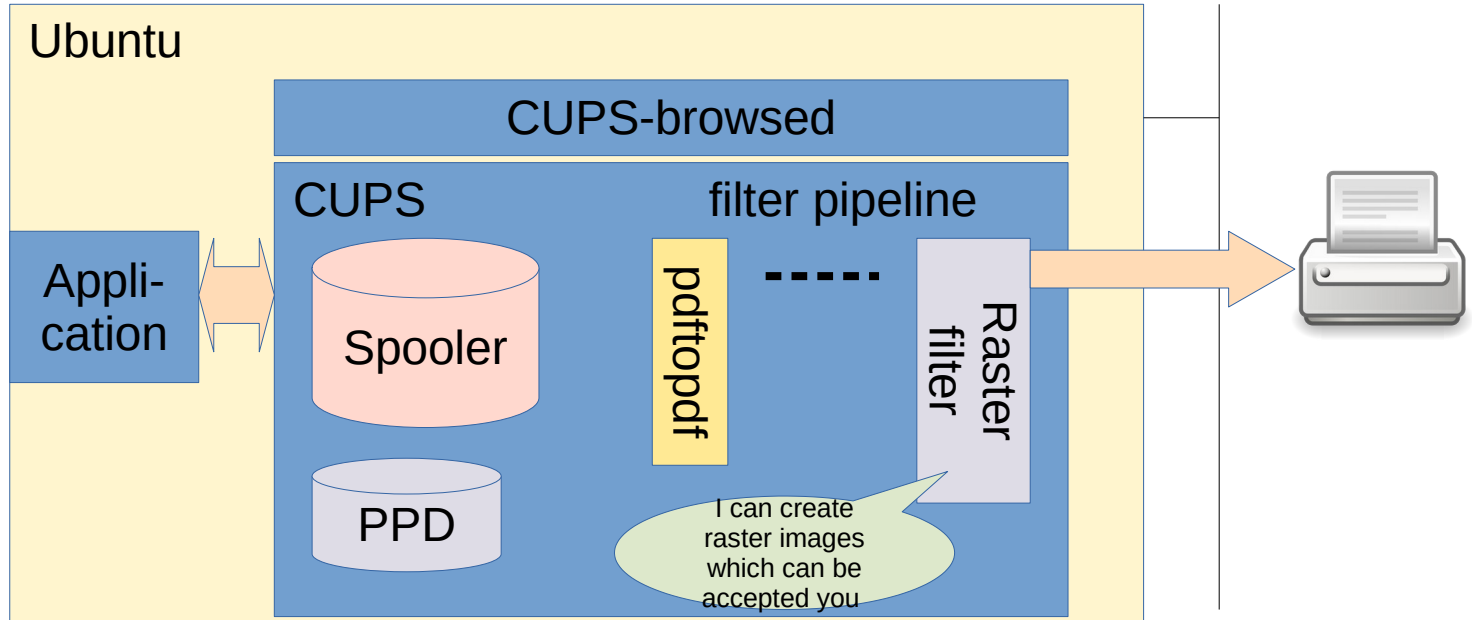 Ubuntu
CUPS-browsed
CUPS
filter pipeline
Appli-
cation
Spooler
pdftopdf
Raster
filter
PPD
I can create
raster images
which can be
accepted you